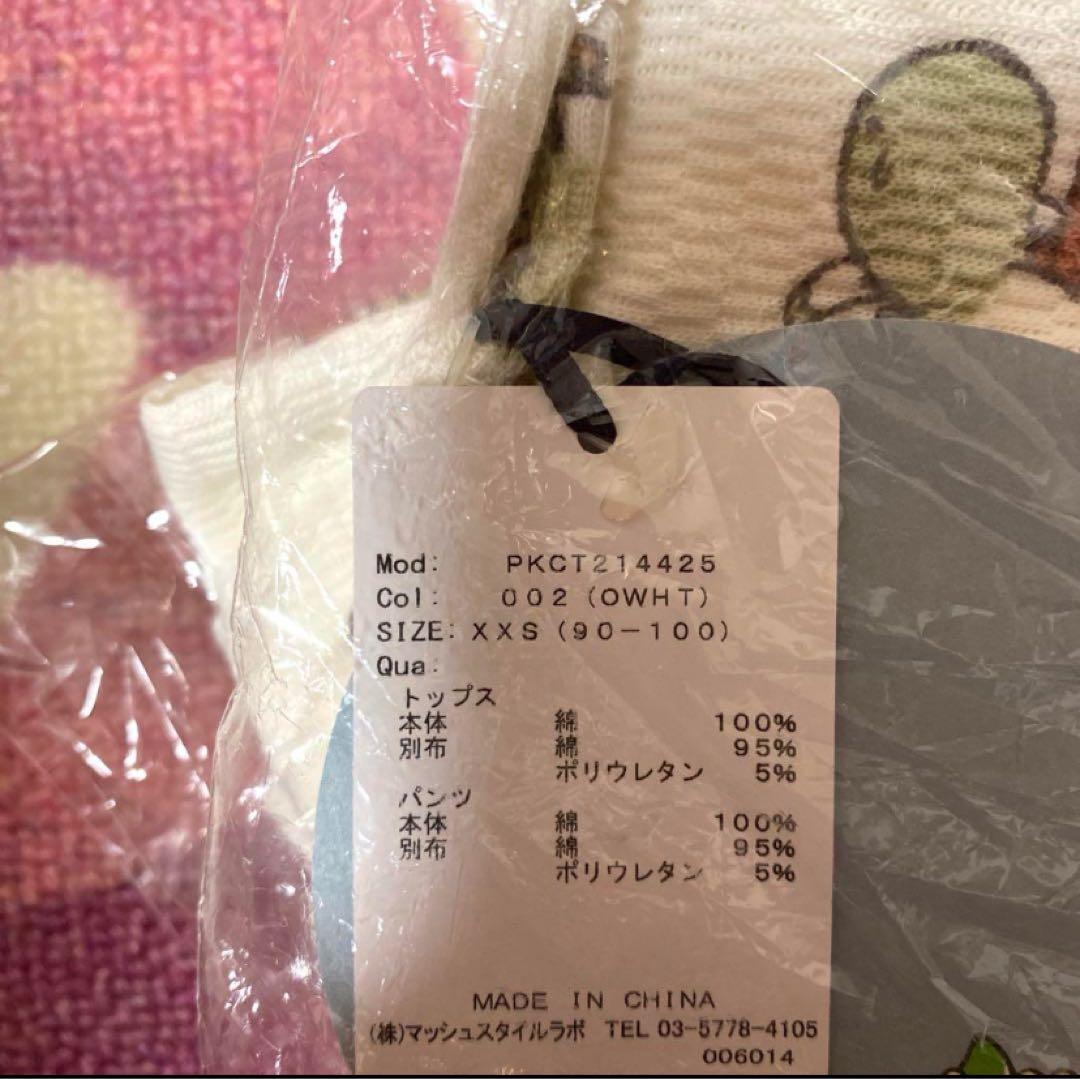 Mod: PKCT214425
Col: 002(OWHT)
SIZE: XXS(90-100)
Qua:
トップス
本体 綿 100%
別布 綿 95%
ポリウレタン 5%
パンツ
本体 綿 100%
別布 綿 95%
ポリウレタン 5%
MADE IN CHINA
(株)マッシュスタイルラボ TEL 03-5778-4105
006014